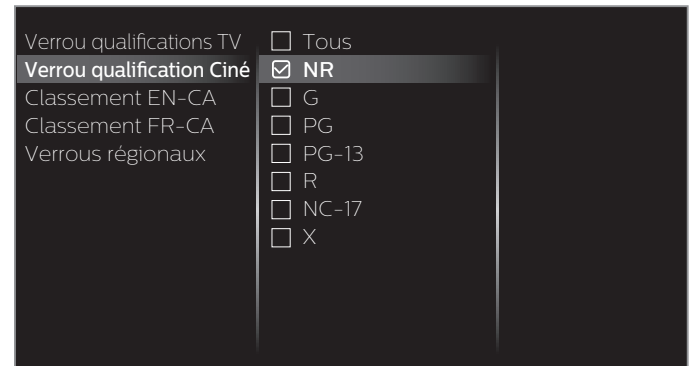 Verrou qualifications TV
Verrou qualification Ciné
Classement EN-CA
Classement FR-CA
Verrous régionaux
Tous
NR
G
PG
PG-13
R
NC-17
X